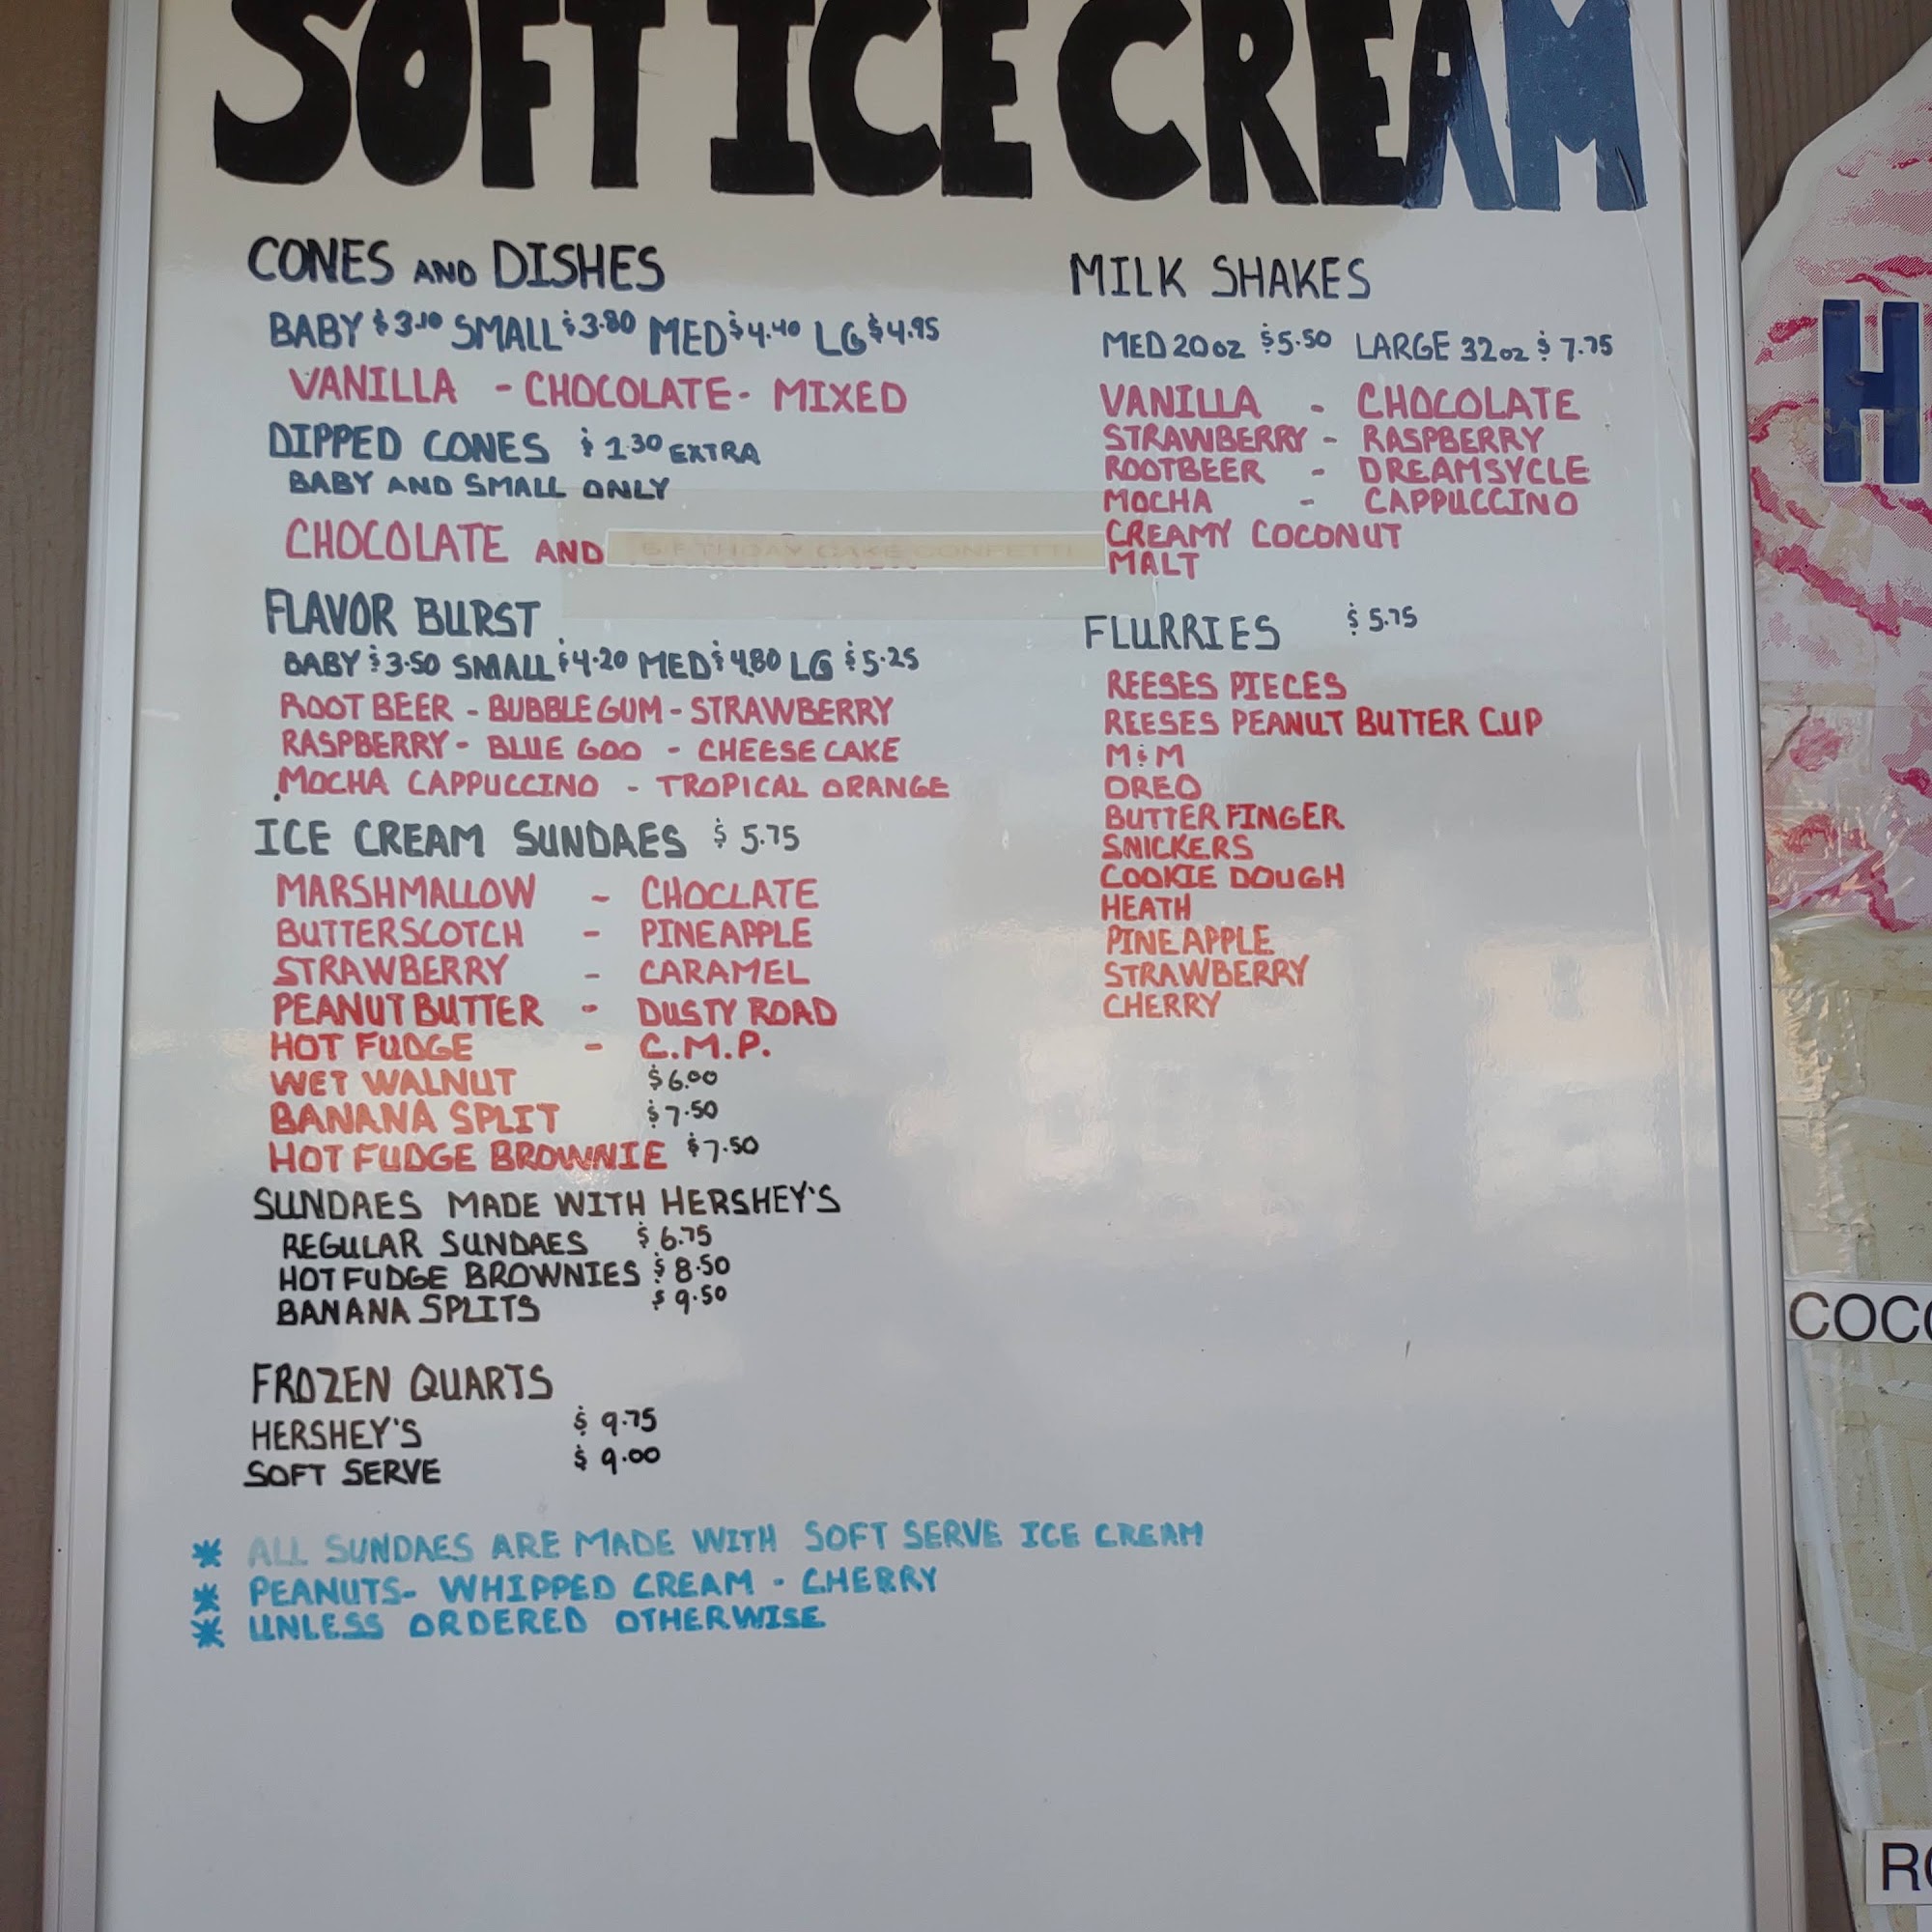 SOFT ICE CREAM
CONES AND DISHES
BABY $3.10 SMALL $3.80 MED $4.40 LG $4.95
VANILLA - CHOCOLATE - MIXED
DIPPED CONES $1.30 EXTRA
BABY AND SMALL ONLY
CHOCOLATE AND BIRTHDAY CAKE CONFETTI
FLAVOR BURST
BABY $3.50 SMALL $4.20 MED $4.80 LG $5.25
ROOT BEER - BUBBLE GUM - STRAWBERRY
RASPBERRY - BLUE GOO - CHEESE CAKE
MOCHA CAPPUCCINO - TROPICAL ORANGE
ICE CREAM SUNDAES $5.75
MARSHMALLOW - CHOCLATE
BUTTERSCOTCH - PINEAPPLE
STRAWBERRY - CARAMEL
PEANUT BUTTER - DUSTY ROAD
HOT FUDGE - C.M.P.
WET WALNUT $6.00
BANANA SPLIT $7.50
HOT FUDGE BROWNIE $7.50
SUNDAES MADE WITH HERSHEY'S
REGULAR SUNDAES $6.75
HOT FUDGE BROWNIES $8.50
BANANA SPLITS $9.50
FROZEN QUARTS
HERSHEY'S $9.75
SOFT SERVE $9.00
* ALL SUNDAES ARE MADE WITH SOFT SERVE ICE CREAM
* PEANUTS - WHIPPED CREAM - CHERRY
* UNLESS ORDERED OTHERWISE
MILK SHAKES
MED 20 oz $5.50 LARGE 32 oz $7.75
VANILLA - CHOCOLATE
STRAWBERRY - RASPBERRY
ROOTBEER - DREAMSYCLE
MOCHA - CAPPUCCINO
CREAMY COCONUT
MALT
FLURRIES $5.75
REESES PIECES
REESES PEANUT BUTTER CUP
M&M
OREO
BUTTER FINGER
SNICKERS
COOKIE DOUGH
HEATH
PINEAPPLE
STRAWBERRY
CHERRY